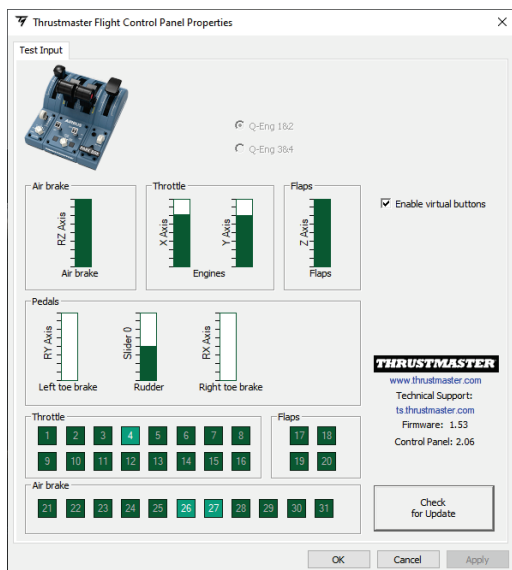 Thrustmaster Flight Control Panel Properties
Test Input
AIRBUS
Q-Eng 1&2
Q-Eng 3&4
Air brake
Throttle
Flaps
RZ Axis
X Axis
Y Axis
Z Axis
Enable virtual buttons
Air brake
Engines
Flaps
Pedals
RY Axis
Slider 0
RX Axis
Left toe brake
Rudder
Right toe brake
THRUSTMASTER
www.thrustmaster.com
Technical Support:
ts.thrustmaster.com
Firmware: 1.53
Control Panel: 2.06
Throttle
Flaps
1 2 3 4 5 6 7 8
17 18
9 10 11 12 13 14 15 16
19 20
Air brake
21 22 23 24 25 26 27 28 29 30 31
Check
for Update
OK
Cancel
Apply